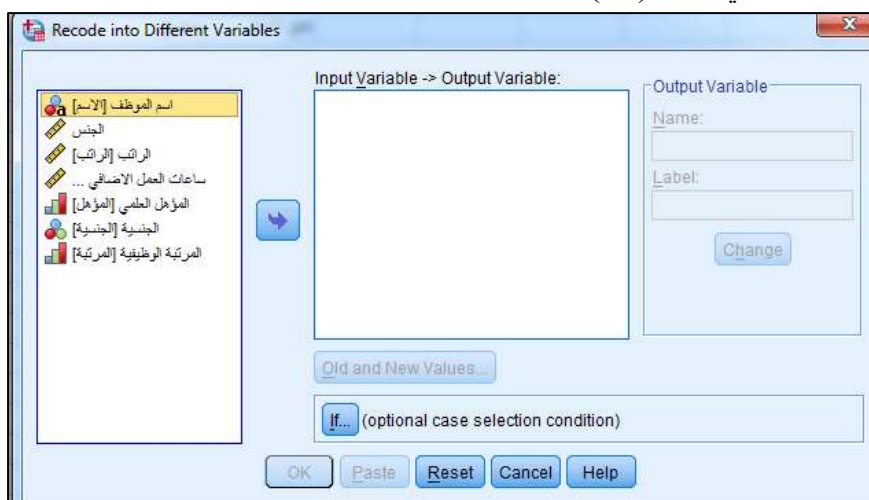 Recode into Different Variables
Input Variable -> Output Variable:
اسم الموظف [الاسم]
الجنس
الراتب [الراتب]
ساعات العمل الاضافي ...
المؤهل العلمي [المؤهل]
الجنسية [الجنسية]
المرتبة الوظيفية [المرتبة]
Output Variable
Name:
Label:
Change
Old and New Values...
If... (optional case selection condition)
OK Paste Reset Cancel Help